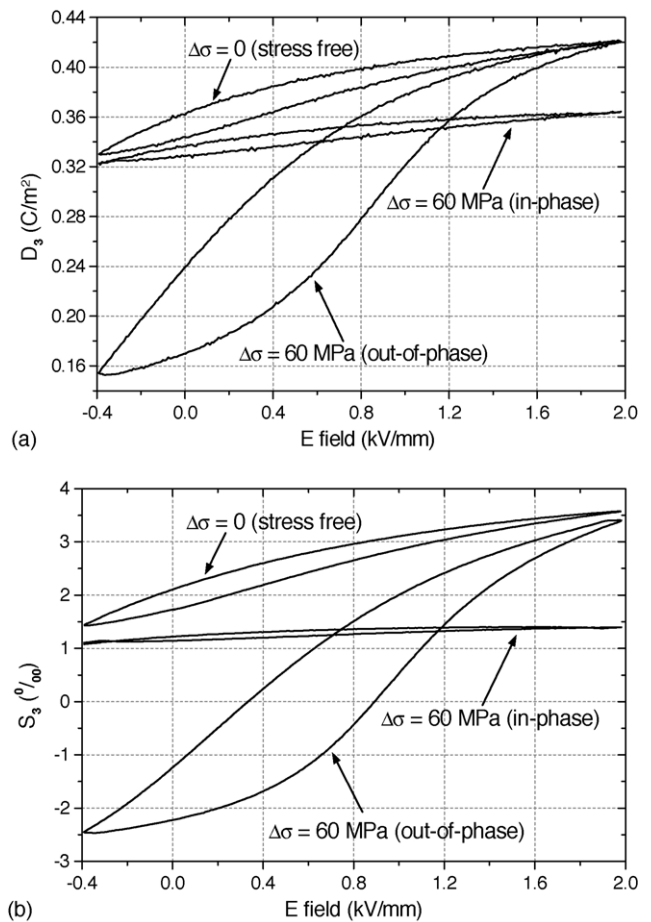 0.44
0.40
0.36
0.32
0.28
0.24
0.20
0.16
D₃ (C/m²)
Δσ = 0 (stress free)
Δσ = 60 MPa (in-phase)
Δσ = 60 MPa (out-of-phase)
-0.4 0.0 0.4 0.8 1.2 1.6 2.0
(a) E field (kV/mm)
4
3
2
1
0
-1
-2
-3
S₃ (⁰/₀₀)
Δσ = 0 (stress free)
Δσ = 60 MPa (in-phase)
Δσ = 60 MPa (out-of-phase)
-0.4 0.0 0.4 0.8 1.2 1.6 2.0
(b) E field (kV/mm)